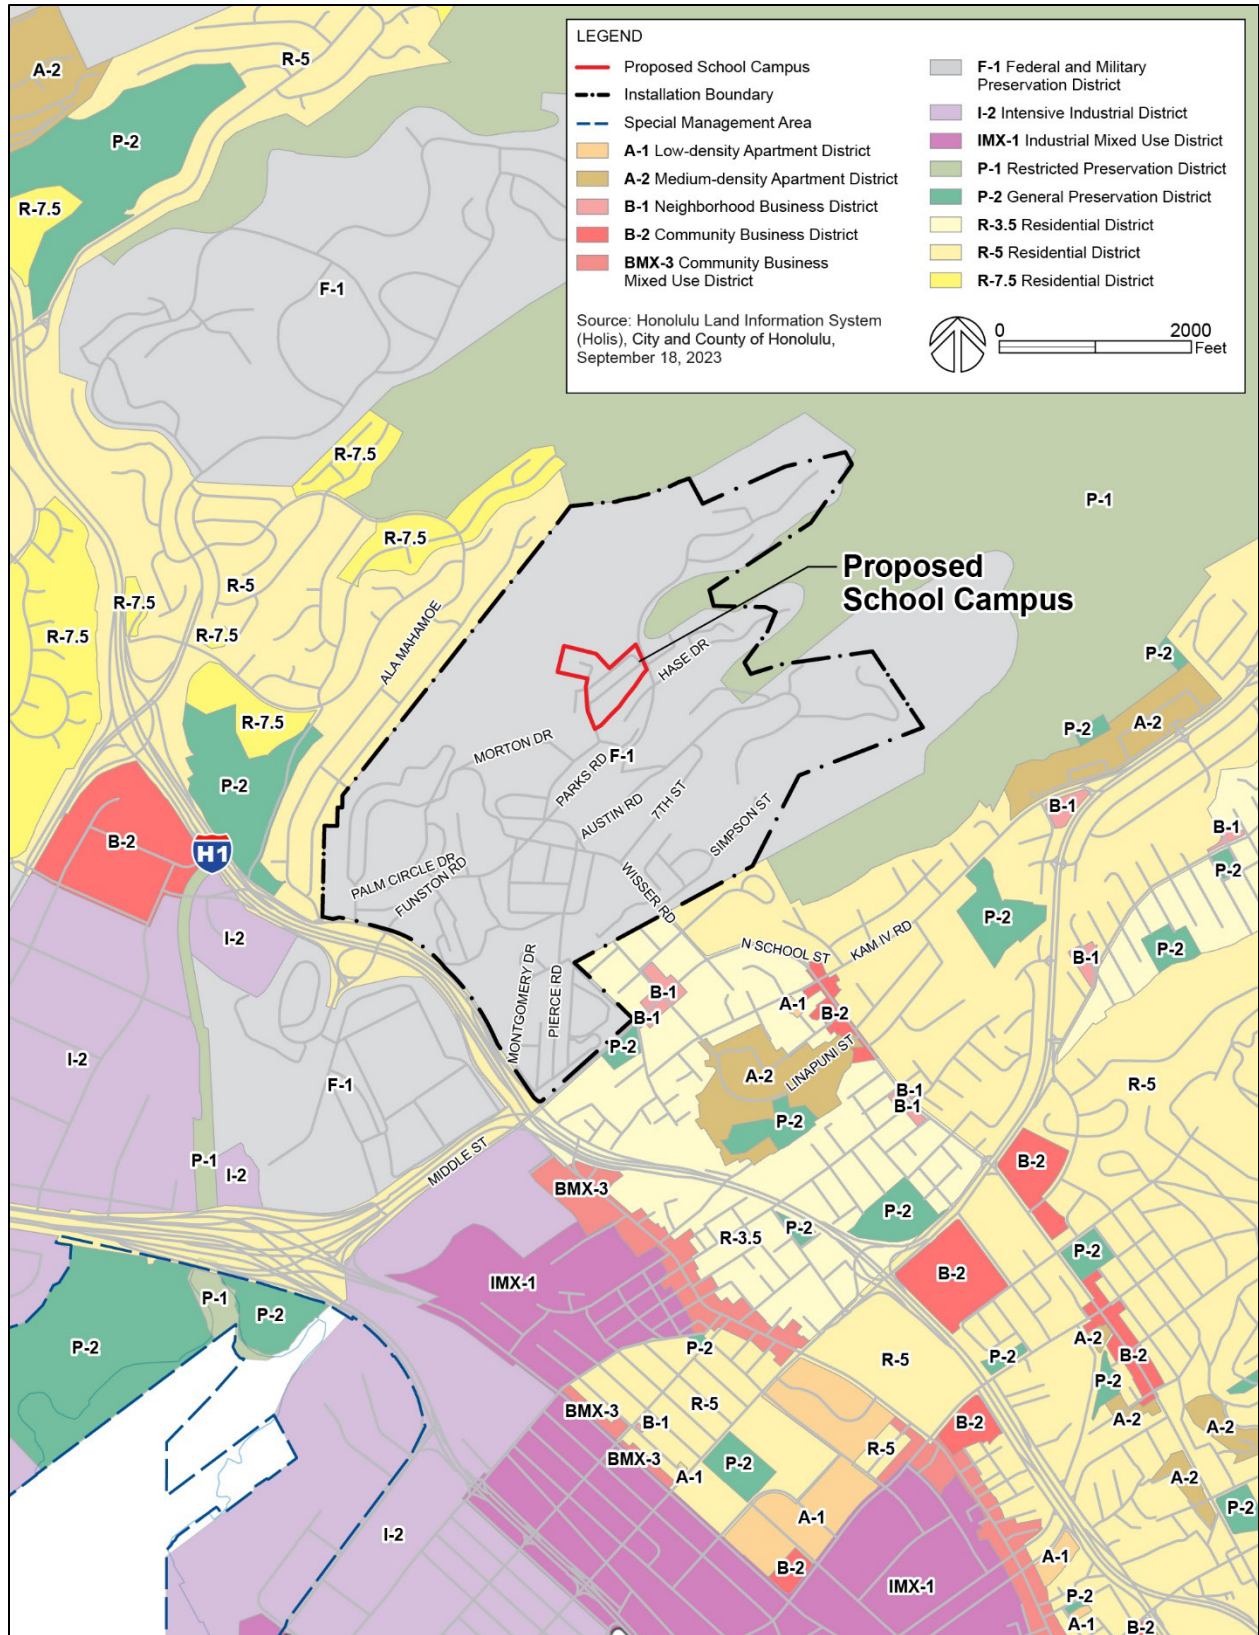 LEGEND
Proposed School Campus
Installation Boundary
Special Management Area
A-1 Low-density Apartment District
A-2 Medium-density Apartment District
B-1 Neighborhood Business District
B-2 Community Business District
BMX-3 Community Business
Mixed Use District
F-1 Federal and Military
Preservation District
I-2 Intensive Industrial District
IMX-1 Industrial Mixed Use District
P-1 Restricted Preservation District
P-2 General Preservation District
R-3.5 Residential District
R-5 Residential District
R-7.5 Residential District
Source: Honolulu Land Information System
(Holis), City and County of Honolulu,
September 18, 2023
0 2000
Feet
R-5
A-2
P-2
R-7.5
F-1
R-7.5
P-1
R-7.5
Proposed
School Campus
R-5
R-7.5
ALA MAHAMOE
R-7.5
R-7.5
HASE DR
P-2
R-7.5
P-2
A-2
MORTON DR
F-1
PARKS RD
P-2
AUSTIN RD
7TH ST
SIMPSON ST
B-1
B-1
B-2
H1
PALM CIRCLE DR
FUNSTON RD
WISSER RD
P-2
P-2
I-2
N SCHOOL ST
KAM IV RD
P-2
B-1
MONTGOMERY DR
PIERCE RD
B-1
B-1
A-1
B-2
P-2
I-2
F-1
A-2
LINAPUNI ST
B-1
B-1
R-5
P-2
P-1
I-2
MIDDLE ST
B-2
BMX-3
P-2
P-2
R-3.5
P-2
IMX-1
B-2
P-1
P-2
P-2
P-2
R-5
P-2
A-2
B-2
P-2
R-5
BMX-3
B-1
B-2
A-2
A-2
R-5
BMX-3
P-2
A-1
A-2
P-2
A-1
I-2
B-2
IMX-1
A-1
P-2
A-1
B-2